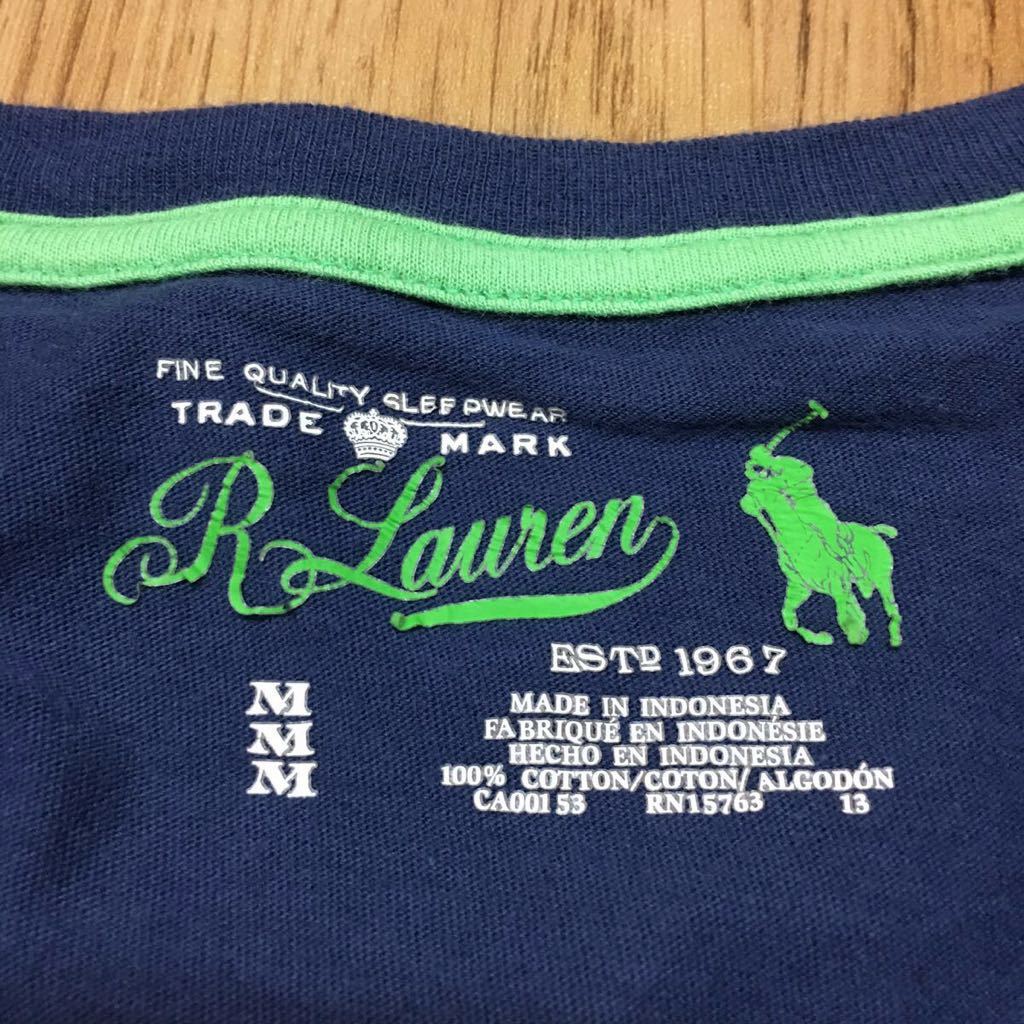 FINE QUALITY SLEEPWEAR
TRADE MARK
R Lauren
ESTD 1967
M
M
M
MADE IN INDONESIA
FABRIQUÉ EN INDONÉSIE
HECHO EN INDONESIA
100% COTTON/COTON/ALGODÓN
CA00153 RN15763 13